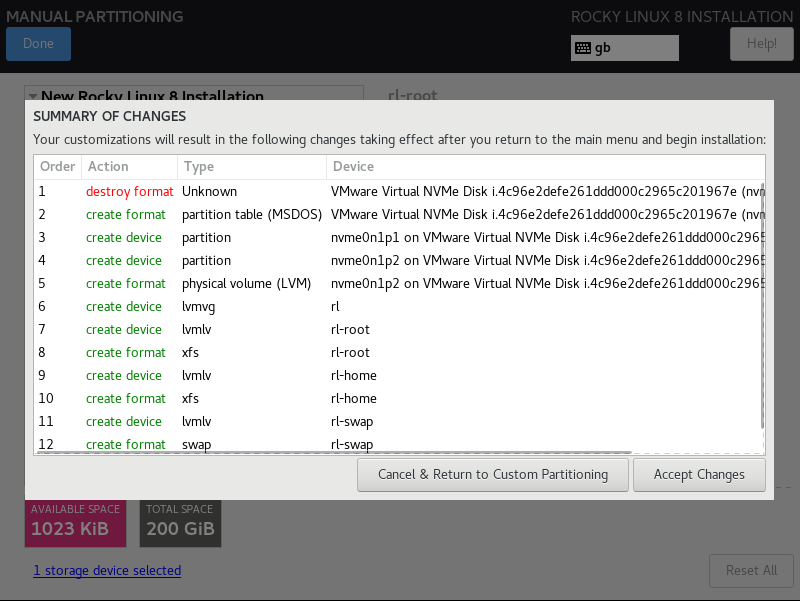 MANUAL PARTITIONING
ROCKY LINUX 8 INSTALLATION
Done
gb
Help!
New Rocky Linux 8 Installation
rl-root
SUMMARY OF CHANGES
Your customizations will result in the following changes taking effect after you return to the main menu and begin installation:
Order Action Type Device
1 destroy format Unknown VMware Virtual NVMe Disk i.4c96e2defe261ddd000c2965c201967e (nvm
2 create format partition table (MSDOS) VMware Virtual NVMe Disk i.4c96e2defe261ddd000c2965c201967e (nvm
3 create device partition nvme0n1p1 on VMware Virtual NVMe Disk i.4c96e2defe261ddd000c2965
4 create device partition nvme0n1p2 on VMware Virtual NVMe Disk i.4c96e2defe261ddd000c2965
5 create format physical volume (LVM) nvme0n1p2 on VMware Virtual NVMe Disk i.4c96e2defe261ddd000c2965
6 create device lvmvg rl
7 create device lvmlv rl-root
8 create format xfs rl-root
9 create device lvmlv rl-home
10 create format xfs rl-home
11 create device lvmlv rl-swap
12 create format swap rl-swap
Cancel & Return to Custom Partitioning
Accept Changes
AVAILABLE SPACE
1023 KiB
TOTAL SPACE
200 GiB
1 storage device selected
Reset All